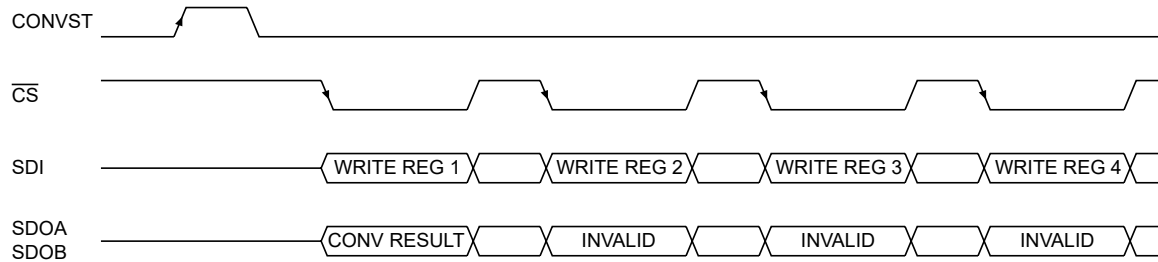 CONVST
CS
SDI WRITE REG 1 WRITE REG 2 WRITE REG 3 WRITE REG 4
SDOA
SDOB
CONV RESULT INVALID INVALID INVALID